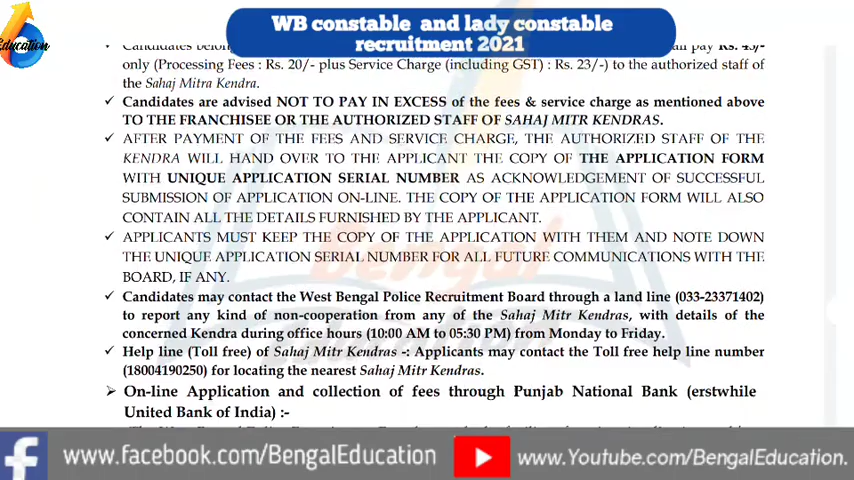 WB constable and lady constable
recruitment 2021
Education
only (Processing Fees : Rs. 20/- plus Service Charge (including GST) : Rs. 23/-) to the authorized staff of
the Sahaj Mitra Kendra.
✓ Candidates are advised NOT TO PAY IN EXCESS of the fees & service charge as mentioned above
TO THE FRANCHISEE OR THE AUTHORIZED STAFF OF SAHAJ MITR KENDRAS.
✓ AFTER PAYMENT OF THE FEES AND SERVICE CHARGE, THE AUTHORIZED STAFF OF THE
KENDRA WILL HAND OVER TO THE APPLICANT THE COPY OF THE APPLICATION FORM
WITH UNIQUE APPLICATION SERIAL NUMBER AS ACKNOWLEDGEMENT OF SUCCESSFUL
SUBMISSION OF APPLICATION ON-LINE. THE COPY OF THE APPLICATION FORM WILL ALSO
CONTAIN ALL THE DETAILS FURNISHED BY THE APPLICANT.
✓ APPLICANTS MUST KEEP THE COPY OF THE APPLICATION WITH THEM AND NOTE DOWN
THE UNIQUE APPLICATION SERIAL NUMBER FOR ALL FUTURE COMMUNICATIONS WITH THE
BOARD, IF ANY.
✓ Candidates may contact the West Bengal Police Recruitment Board through a land line (033-23371402)
to report any kind of non-cooperation from any of the Sahaj Mitr Kendras, with details of the
concerned Kendra during office hours (10:00 AM to 05:30 PM) from Monday to Friday.
✓ Help line (Toll free) of Sahaj Mitr Kendras -: Applicants may contact the Toll free help line number
(18004190250) for locating the nearest Sahaj Mitr Kendras.
➢ On-line Application and collection of fees through Punjab National Bank (erstwhile
United Bank of India) :-
www.facebook.com/BengalEducation
www.Youtube.com/BengalEducation.